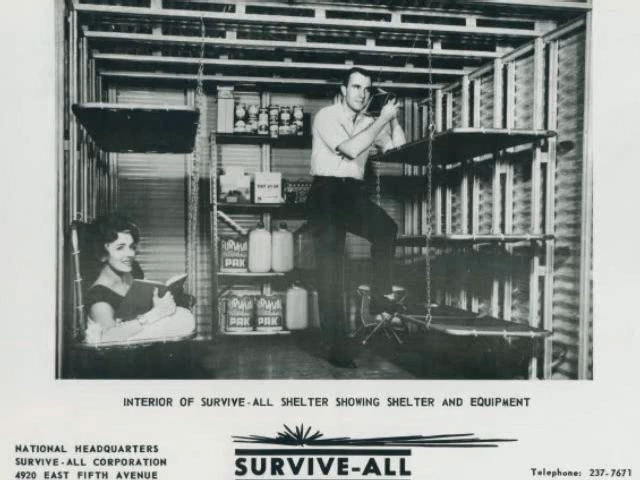 SURVIVAL
PAK
SURVIVAL
PAK
SURVIVAL
PAK
INTERIOR OF SURVIVE-ALL SHELTER SHOWING SHELTER AND EQUIPMENT
NATIONAL HEADQUARTERS
SURVIVE-ALL CORPORATION
4920 EAST FIFTH AVENUE
SURVIVE-ALL
Telephone: 237-7671